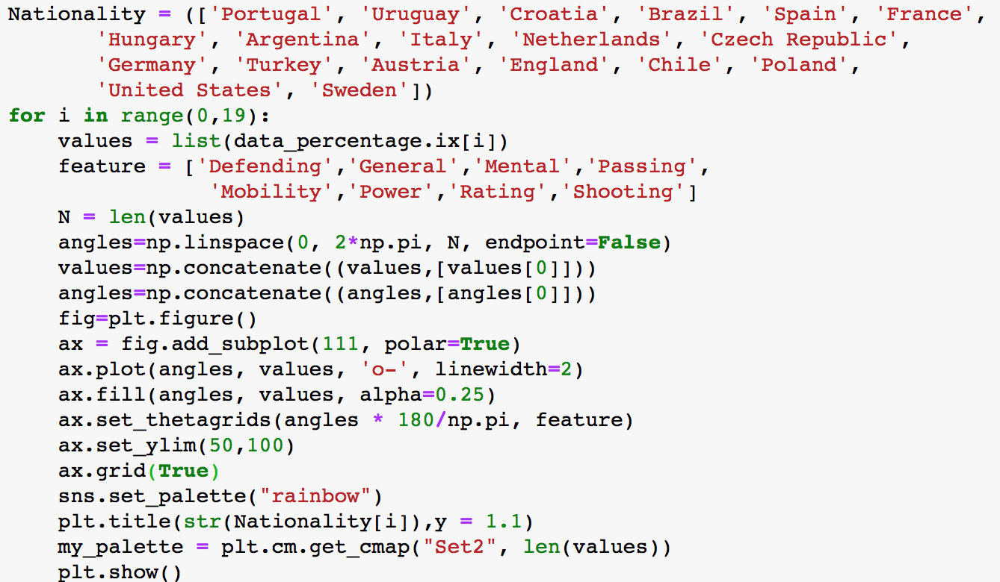 Nationality = (['Portugal', 'Uruguay', 'Croatia', 'Brazil', 'Spain', 'France',
       'Hungary', 'Argentina', 'Italy', 'Netherlands', 'Czech Republic',
       'Germany', 'Turkey', 'Austria', 'England', 'Chile', 'Poland',
       'United States', 'Sweden'])
for i in range(0,19):
    values = list(data_percentage.ix[i])
    feature = ['Defending','General','Mental','Passing',
                'Mobility','Power','Rating','Shooting']
    N = len(values)
    angles=np.linspace(0, 2*np.pi, N, endpoint=False)
    values=np.concatenate((values,[values[0]]))
    angles=np.concatenate((angles,[angles[0]]))
    fig=plt.figure()
    ax = fig.add_subplot(111, polar=True)
    ax.plot(angles, values, 'o-', linewidth=2)
    ax.fill(angles, values, alpha=0.25)
    ax.set_thetagrids(angles * 180/np.pi, feature)
    ax.set_ylim(50,100)
    ax.grid(True)
    sns.set_palette("rainbow")
    plt.title(str(Nationality[i]),y = 1.1)
    my_palette = plt.cm.get_cmap("Set2", len(values))
    plt.show()